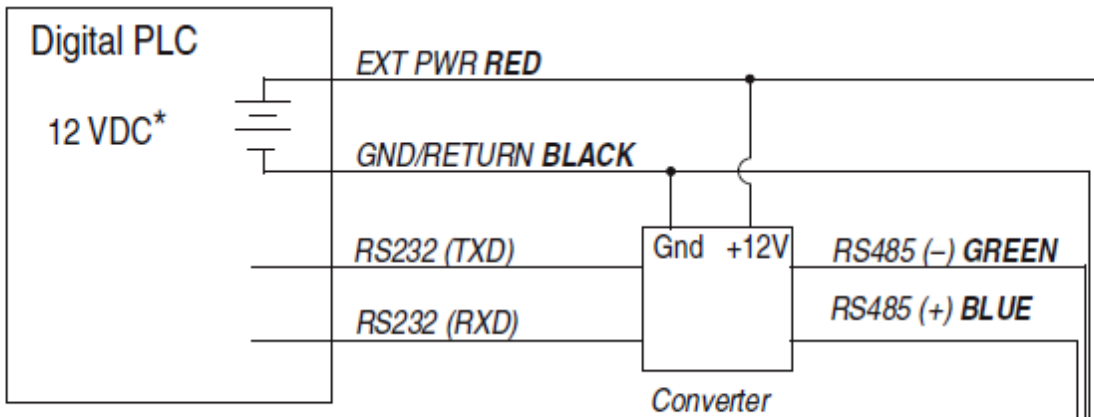 Digital PLC
EXT PWR RED
12 VDC*
GND/RETURN BLACK
RS232 (TXD)
Gnd +12V
RS485 (–) GREEN
RS232 (RXD)
RS485 (+) BLUE
Converter